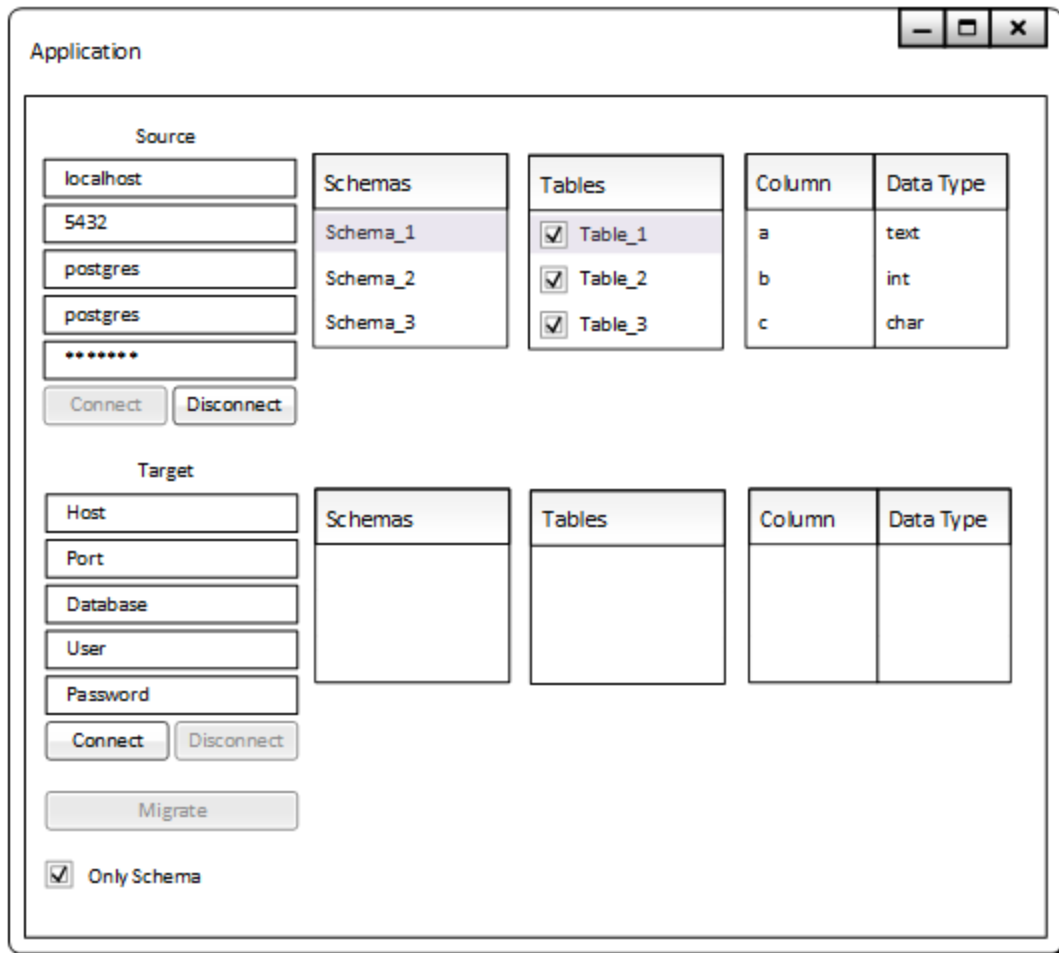 Application
Source
localhost
5432
postgres
postgres
*******
Connect Disconnect
Schemas
Schema_1
Schema_2
Schema_3
Tables
Table_1
Table_2
Table_3
Column Data Type
a text
b int
c char
Target
Host
Port
Database
User
Password
Connect Disconnect
Schemas
Tables
Column Data Type
Migrate
Only Schema